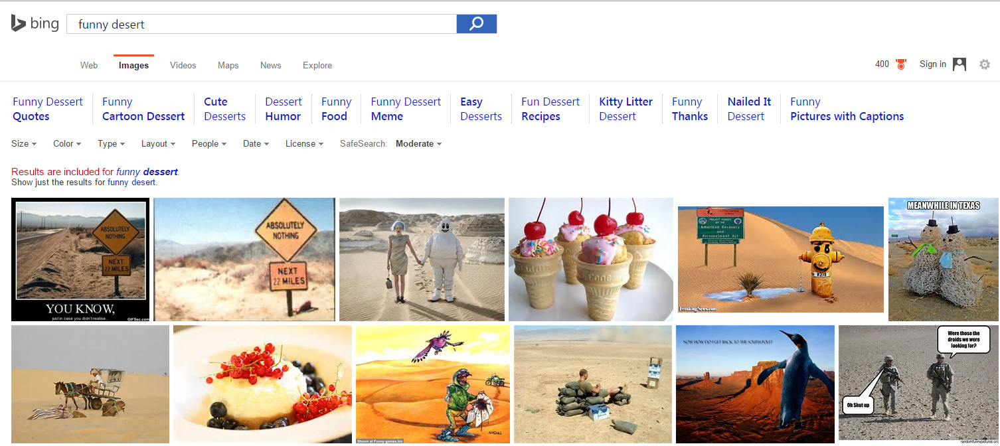 bing
funny desert
Web Images Videos Maps News Explore
400 Sign in
Funny Dessert Quotes
Funny Cartoon Dessert
Cute Desserts
Dessert Humor
Funny Food
Funny Dessert Meme
Easy Desserts
Fun Dessert Recipes
Kitty Litter Dessert
Funny Thanks
Nailed It Dessert
Funny Pictures with Captions
Size Color Type Layout People Date License SafeSearch: Moderate
Results are included for funny dessert.
Show just the results for funny desert.
ABSOLUTELY
NOTHING
NEXT
22 MILES
YOU KNOW,
just in case you didn't realise..
GIFSec.com
ABSOLUTELY
NOTHING
NEXT
22 MILES
PROJECT FUNDED
BY THE
American Recovery
and
Reinvestment Act
FreakingNews.com
MEANWHILE IN TEXAS
Shown at Funny-games.biz
NOW HOW DO I GET BACK TO THE SOUTH POLE?
Were those the
droids we were
looking for?
Oh Shut up
randomfunnypicture.org